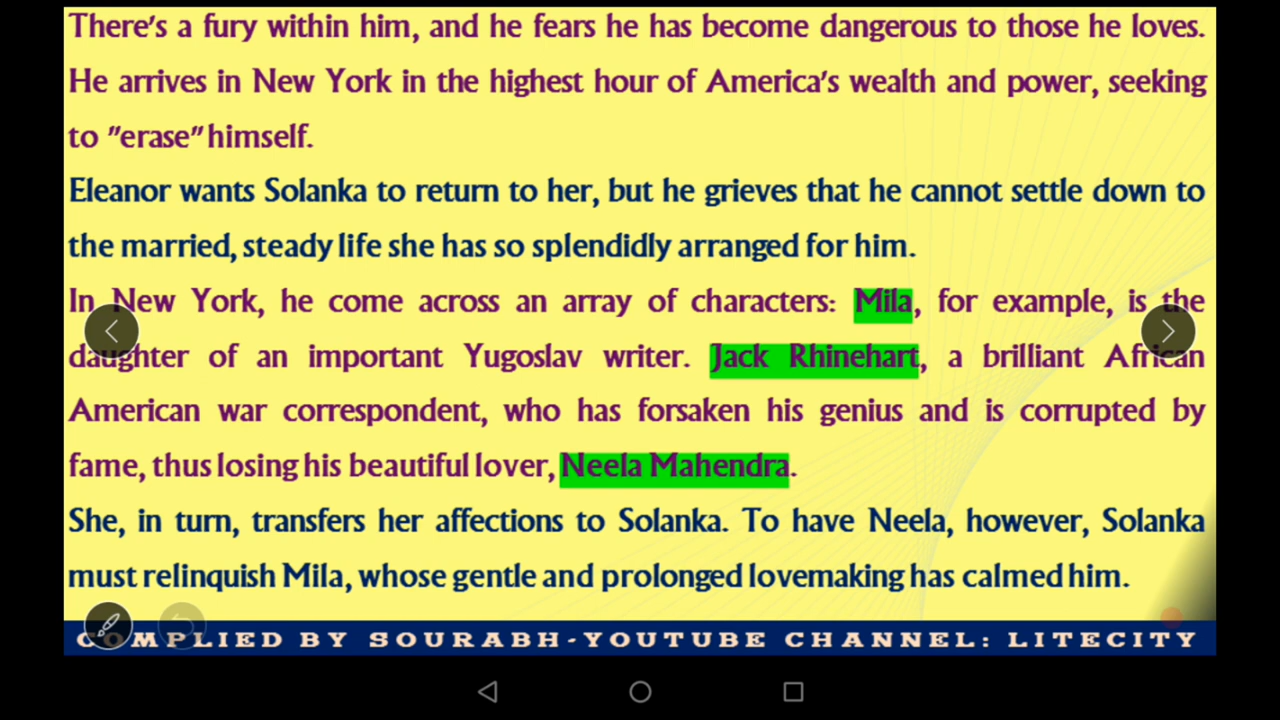 There's a fury within him, and he fears he has become dangerous to those he loves.
He arrives in New York in the highest hour of America's wealth and power, seeking
to "erase" himself.
Eleanor wants Solanka to return to her, but he grieves that he cannot settle down to
the married, steady life she has so splendidly arranged for him.
In New York, he come across an array of characters: Mila, for example, is the
daughter of an important Yugoslav writer. Jack Rhinehart, a brilliant African
American war correspondent, who has forsaken his genius and is corrupted by
fame, thus losing his beautiful lover, Neela Mahendra.
She, in turn, transfers her affections to Solanka. To have Neela, however, Solanka
must relinquish Mila, whose gentle and prolonged lovemaking has calmed him.
COMPLIED BY SOURABH-YOUTUBE CHANNEL: LITECITY